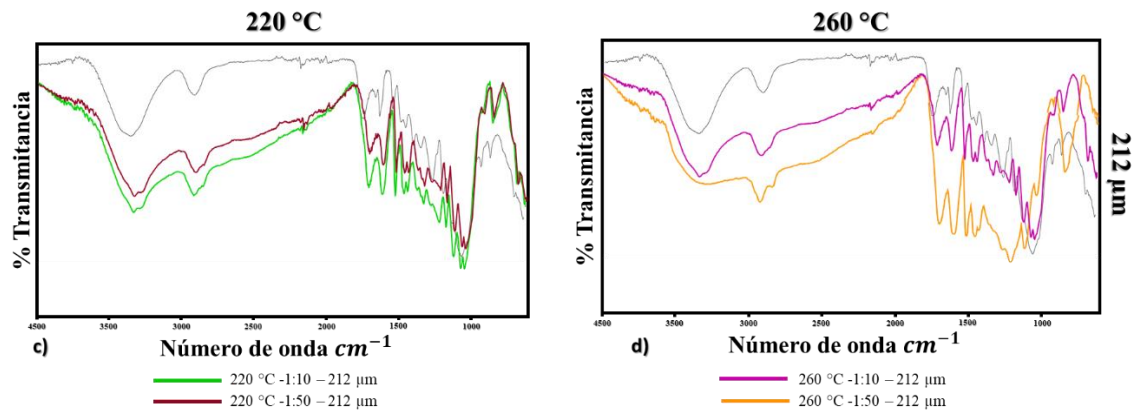 220 °C
% Transmitancia
4500 3500 3000 2500 2000 1500 1000
c)
Número de onda cm⁻¹
220 °C -1:10 – 212 µm
220 °C -1:50 – 212 µm
260 °C
% Transmitancia
4500 3500 3000 2500 2000 1500 1000
d)
Número de onda cm⁻¹
260 °C -1:10 – 212 µm
260 °C -1:50 – 212 µm
212 µm